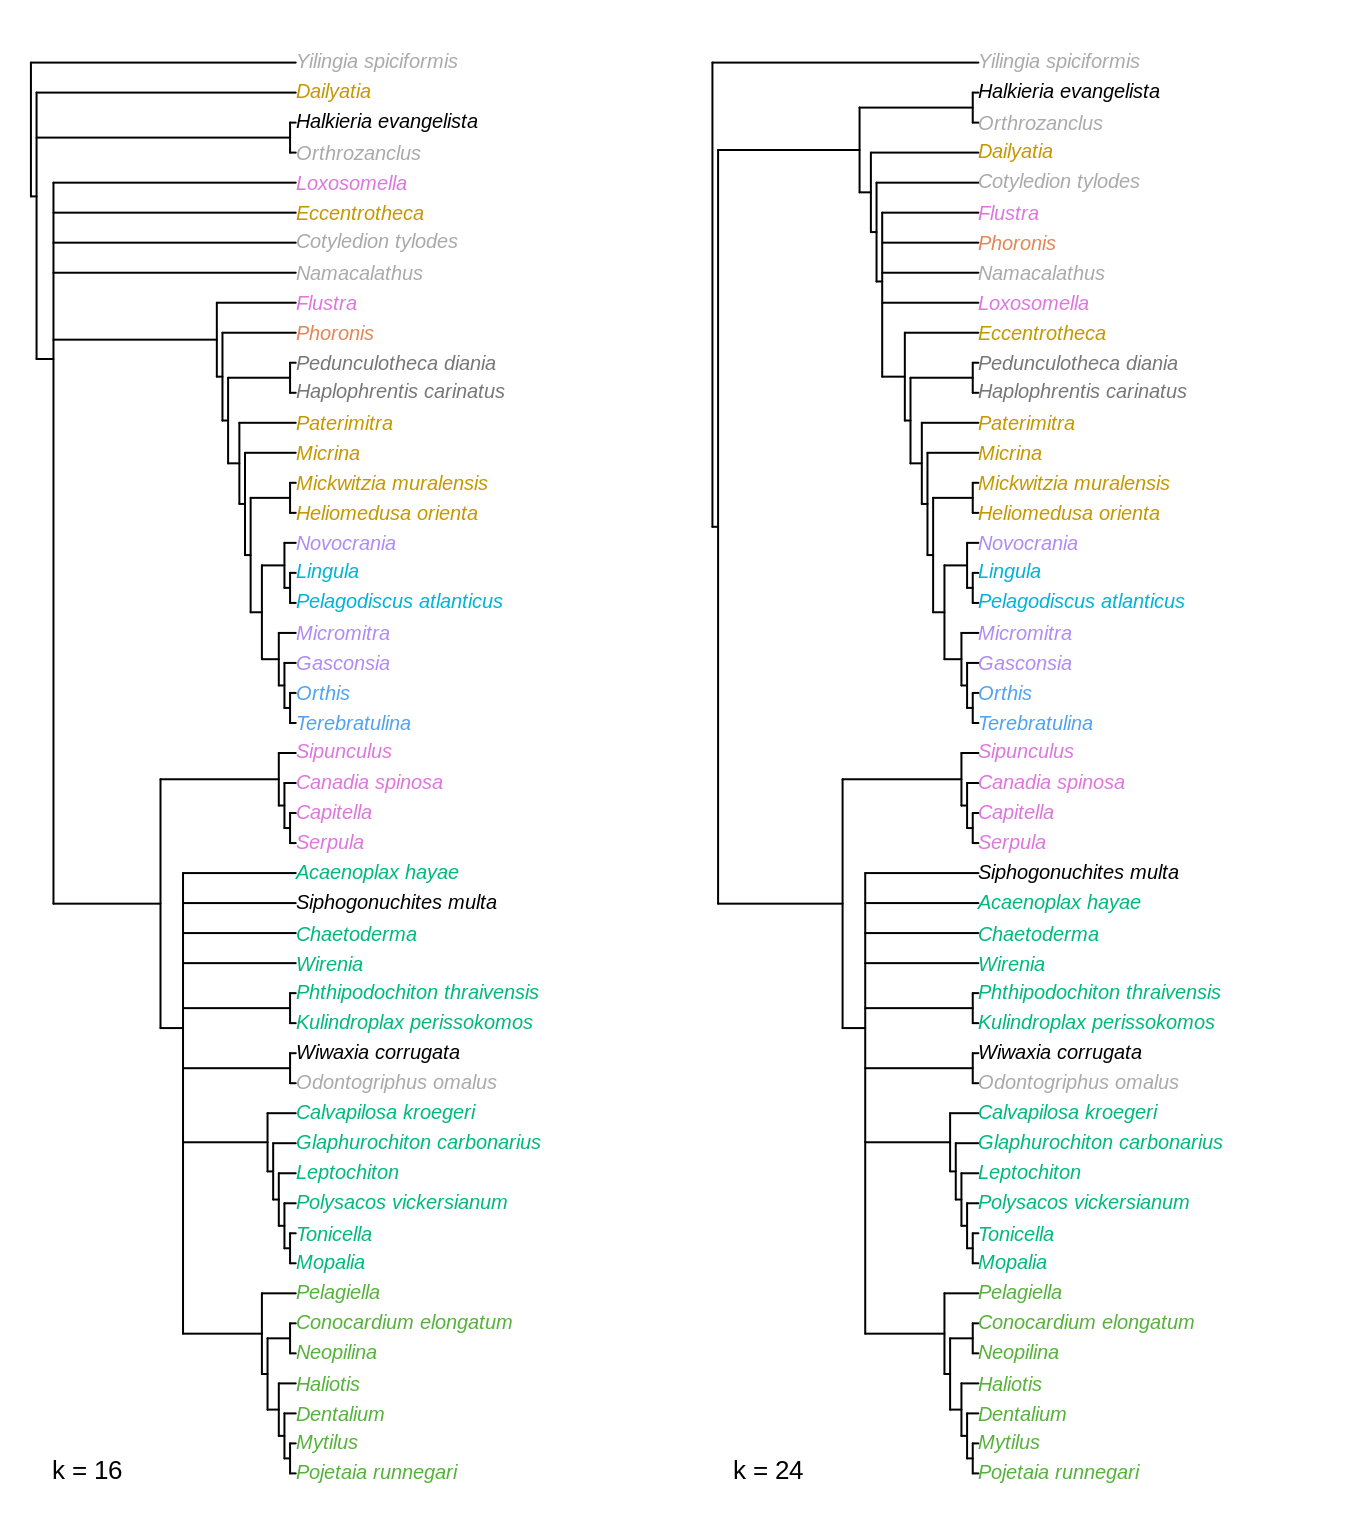 Yilingia spiciformis
Dailyatia
Halkieria evangelista
Orthrozanclus
Loxosomella
Eccentrotheca
Cotyledion tylodes
Namacalathus
Flustra
Phoronis
Pedunculotheca diania
Haplophrentis carinatus
Paterimitra
Micrina
Mickwitzia muralensis
Heliomedusa orienta
Novocrania
Lingula
Pelagodiscus atlanticus
Micromitra
Gasconsia
Orthis
Terebratulina
Sipunculus
Canadia spinosa
Capitella
Serpula
Acaenoplax hayae
Siphogonuchites multa
Chaetoderma
Wirenia
Phthipodochiton thraivensis
Kulindroplax perissokomos
Wiwaxia corrugata
Odontogriphus omalus
Calvapilosa kroegeri
Glaphurochiton carbonarius
Leptochiton
Polysacos vickersianum
Tonicella
Mopalia
Pelagiella
Conocardium elongatum
Neopilina
Haliotis
Dentalium
Mytilus
Pojetaia runnegari
k = 16
Yilingia spiciformis
Halkieria evangelista
Orthrozanclus
Dailyatia
Cotyledion tylodes
Flustra
Phoronis
Namacalathus
Loxosomella
Eccentrotheca
Pedunculotheca diania
Haplophrentis carinatus
Paterimitra
Micrina
Mickwitzia muralensis
Heliomedusa orienta
Novocrania
Lingula
Pelagodiscus atlanticus
Micromitra
Gasconsia
Orthis
Terebratulina
Sipunculus
Canadia spinosa
Capitella
Serpula
Siphogonuchites multa
Acaenoplax hayae
Chaetoderma
Wirenia
Phthipodochiton thraivensis
Kulindroplax perissokomos
Wiwaxia corrugata
Odontogriphus omalus
Calvapilosa kroegeri
Glaphurochiton carbonarius
Leptochiton
Polysacos vickersianum
Tonicella
Mopalia
Pelagiella
Conocardium elongatum
Neopilina
Haliotis
Dentalium
Mytilus
Pojetaia runnegari
k = 24